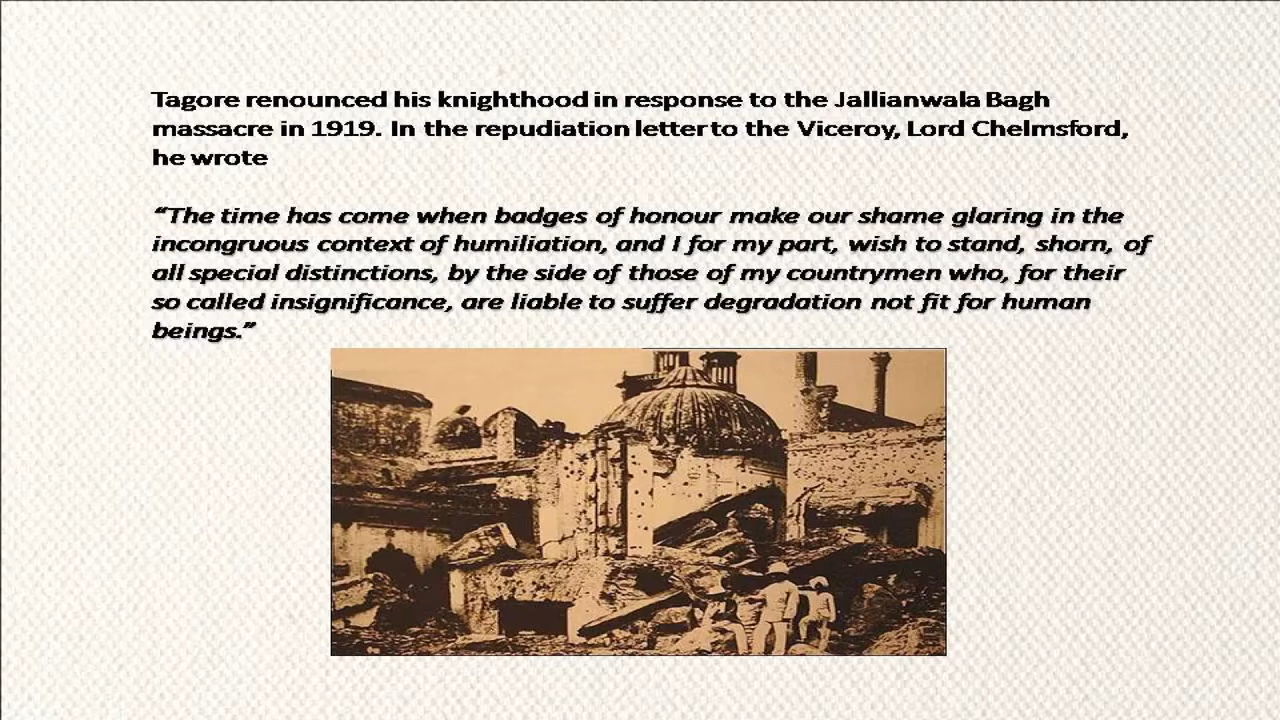 Tagore renounced his knighthood in response to the Jallianwala Bagh
massacre in 1919. In the repudiation letter to the Viceroy, Lord Chelmsford,
he wrote
“The time has come when badges of honour make our shame glaring in the
incongruous context of humiliation, and I for my part, wish to stand, shorn, of
all special distinctions, by the side of those of my countrymen who, for their
so called insignificance, are liable to suffer degradation not fit for human
beings.”